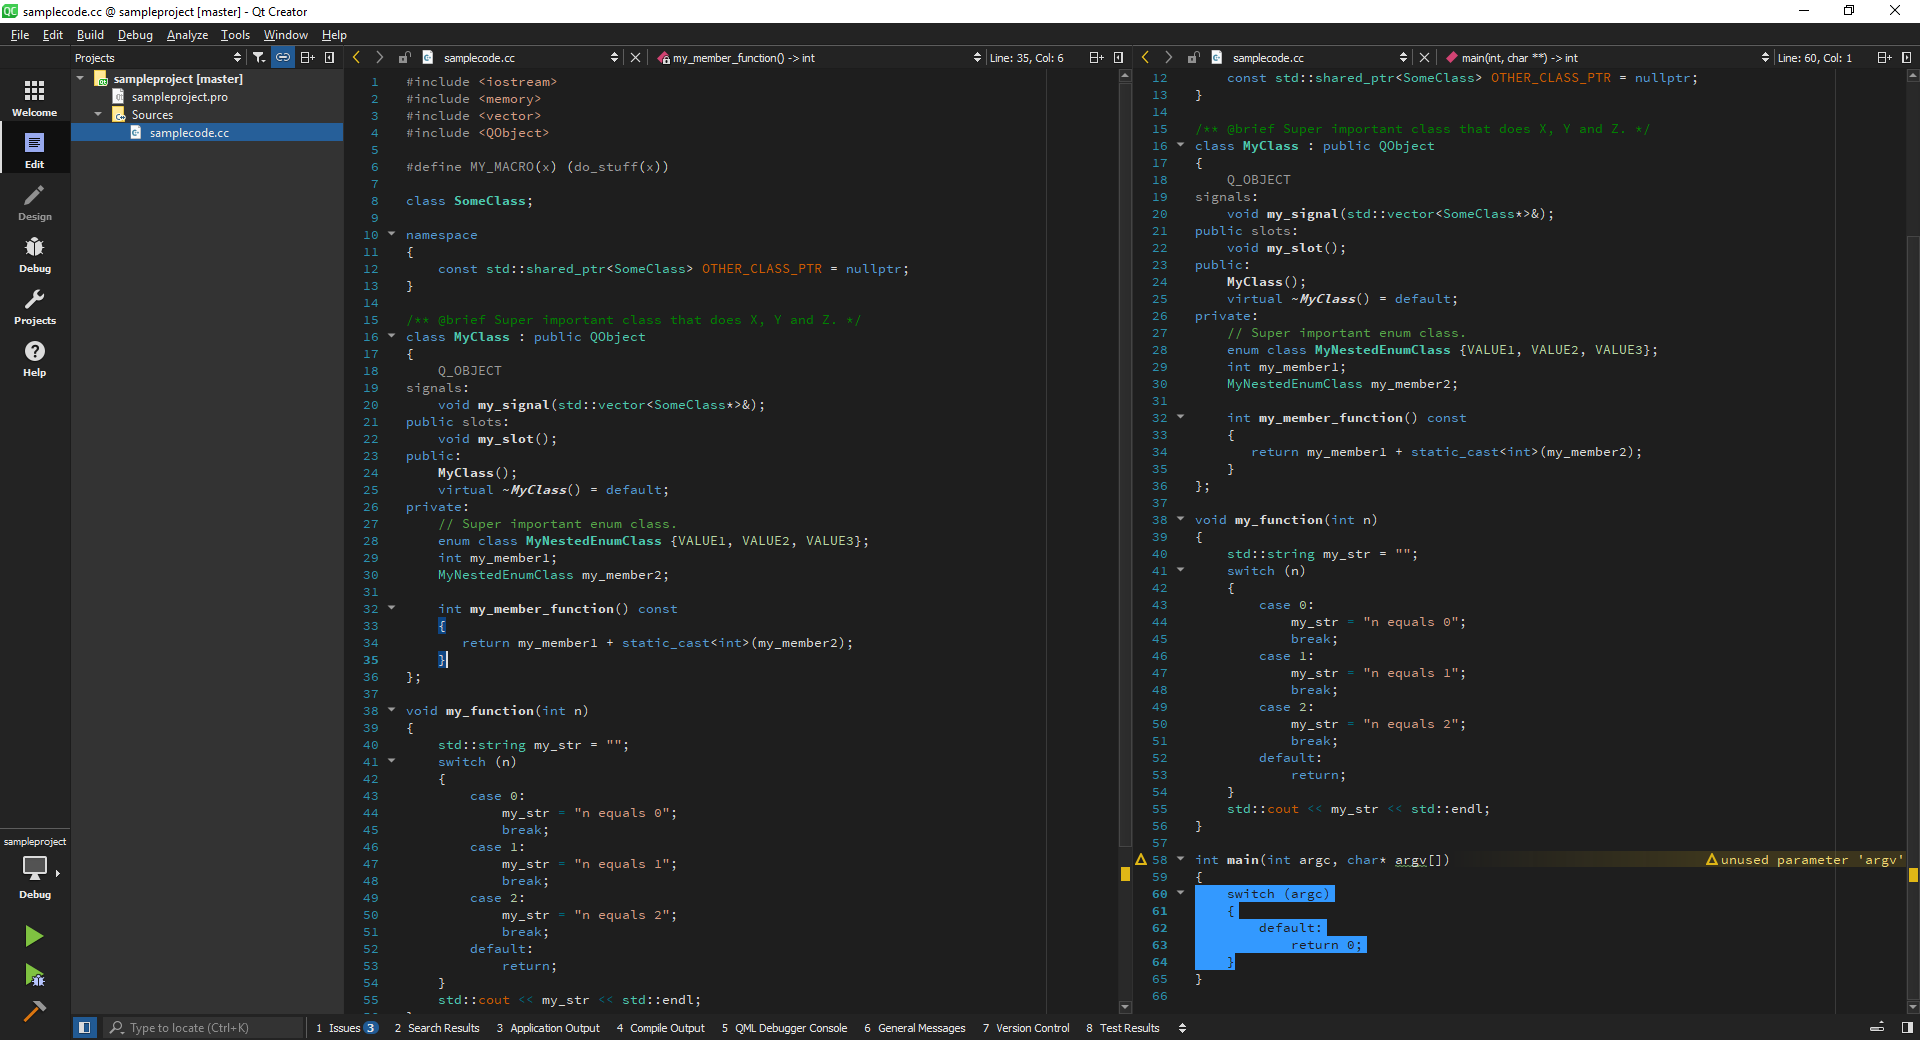 samplecode.cc @ sampleproject [master] - Qt Creator
File Edit Build Debug Analyze Tools Window Help
Projects
sampleproject [master]
sampleproject.pro
Sources
samplecode.cc
Welcome
Edit
Design
Debug
Projects
Help
sampleproject
Debug
samplecode.cc my_member_function() -> int Line: 35, Col: 6
1 #include <iostream>
2 #include <memory>
3 #include <vector>
4 #include <QObject>
5
6 #define MY_MACRO(x) (do_stuff(x))
7
8 class SomeClass;
9
10 namespace
11 {
12     const std::shared_ptr<SomeClass> OTHER_CLASS_PTR = nullptr;
13 }
14
15 /** @brief Super important class that does X, Y and Z. */
16 class MyClass : public QObject
17 {
18     Q_OBJECT
19 signals:
20     void my_signal(std::vector<SomeClass*>&);
21 public slots:
22     void my_slot();
23 public:
24     MyClass();
25     virtual ~MyClass() = default;
26 private:
27     // Super important enum class.
28     enum class MyNestedEnumClass {VALUE1, VALUE2, VALUE3};
29     int my_member1;
30     MyNestedEnumClass my_member2;
31
32     int my_member_function() const
33     {
34        return my_member1 + static_cast<int>(my_member2);
35     }
36 };
37
38 void my_function(int n)
39 {
40     std::string my_str = "";
41     switch (n)
42     {
43         case 0:
44             my_str = "n equals 0";
45             break;
46         case 1:
47             my_str = "n equals 1";
48             break;
49         case 2:
50             my_str = "n equals 2";
51             break;
52         default:
53             return;
54     }
55     std::cout << my_str << std::endl;
samplecode.cc main(int, char **) -> int Line: 60, Col: 1
12     const std::shared_ptr<SomeClass> OTHER_CLASS_PTR = nullptr;
13 }
14
15 /** @brief Super important class that does X, Y and Z. */
16 class MyClass : public QObject
17 {
18     Q_OBJECT
19 signals:
20     void my_signal(std::vector<SomeClass*>&);
21 public slots:
22     void my_slot();
23 public:
24     MyClass();
25     virtual ~MyClass() = default;
26 private:
27     // Super important enum class.
28     enum class MyNestedEnumClass {VALUE1, VALUE2, VALUE3};
29     int my_member1;
30     MyNestedEnumClass my_member2;
31
32     int my_member_function() const
33     {
34        return my_member1 + static_cast<int>(my_member2);
35     }
36 };
37
38 void my_function(int n)
39 {
40     std::string my_str = "";
41     switch (n)
42     {
43         case 0:
44             my_str = "n equals 0";
45             break;
46         case 1:
47             my_str = "n equals 1";
48             break;
49         case 2:
50             my_str = "n equals 2";
51             break;
52         default:
53             return;
54     }
55     std::cout << my_str << std::endl;
56 }
57
58 int main(int argc, char* argv[]) unused parameter 'argv'
59 {
60     switch (argc)
61     {
62         default:
63             return 0;
64     }
65 }
66
Type to locate (Ctrl+K) 1 Issues 3 2 Search Results 3 Application Output 4 Compile Output 5 QML Debugger Console 6 General Messages 7 Version Control 8 Test Results